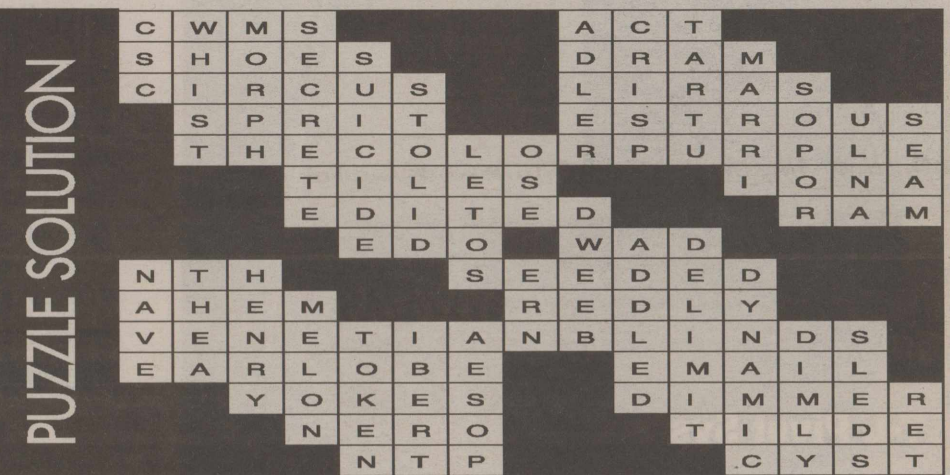 PUZZLE SOLUTION
C W M S A C T
S H O E S D R A M
C I R C U S L I R A S
S P R I T E S T R O U S
T H E C O L O R P U R P L E
T I L E S I O N A
E D I T E D R A M
E D O W A D
N T H S E E D E D
A H E M R E D L Y
V E N E T I A N B L I N D S
E A R L O B E E M A I L
Y O K E S D I M M E R
N E R O T I L D E
N T P C Y S T